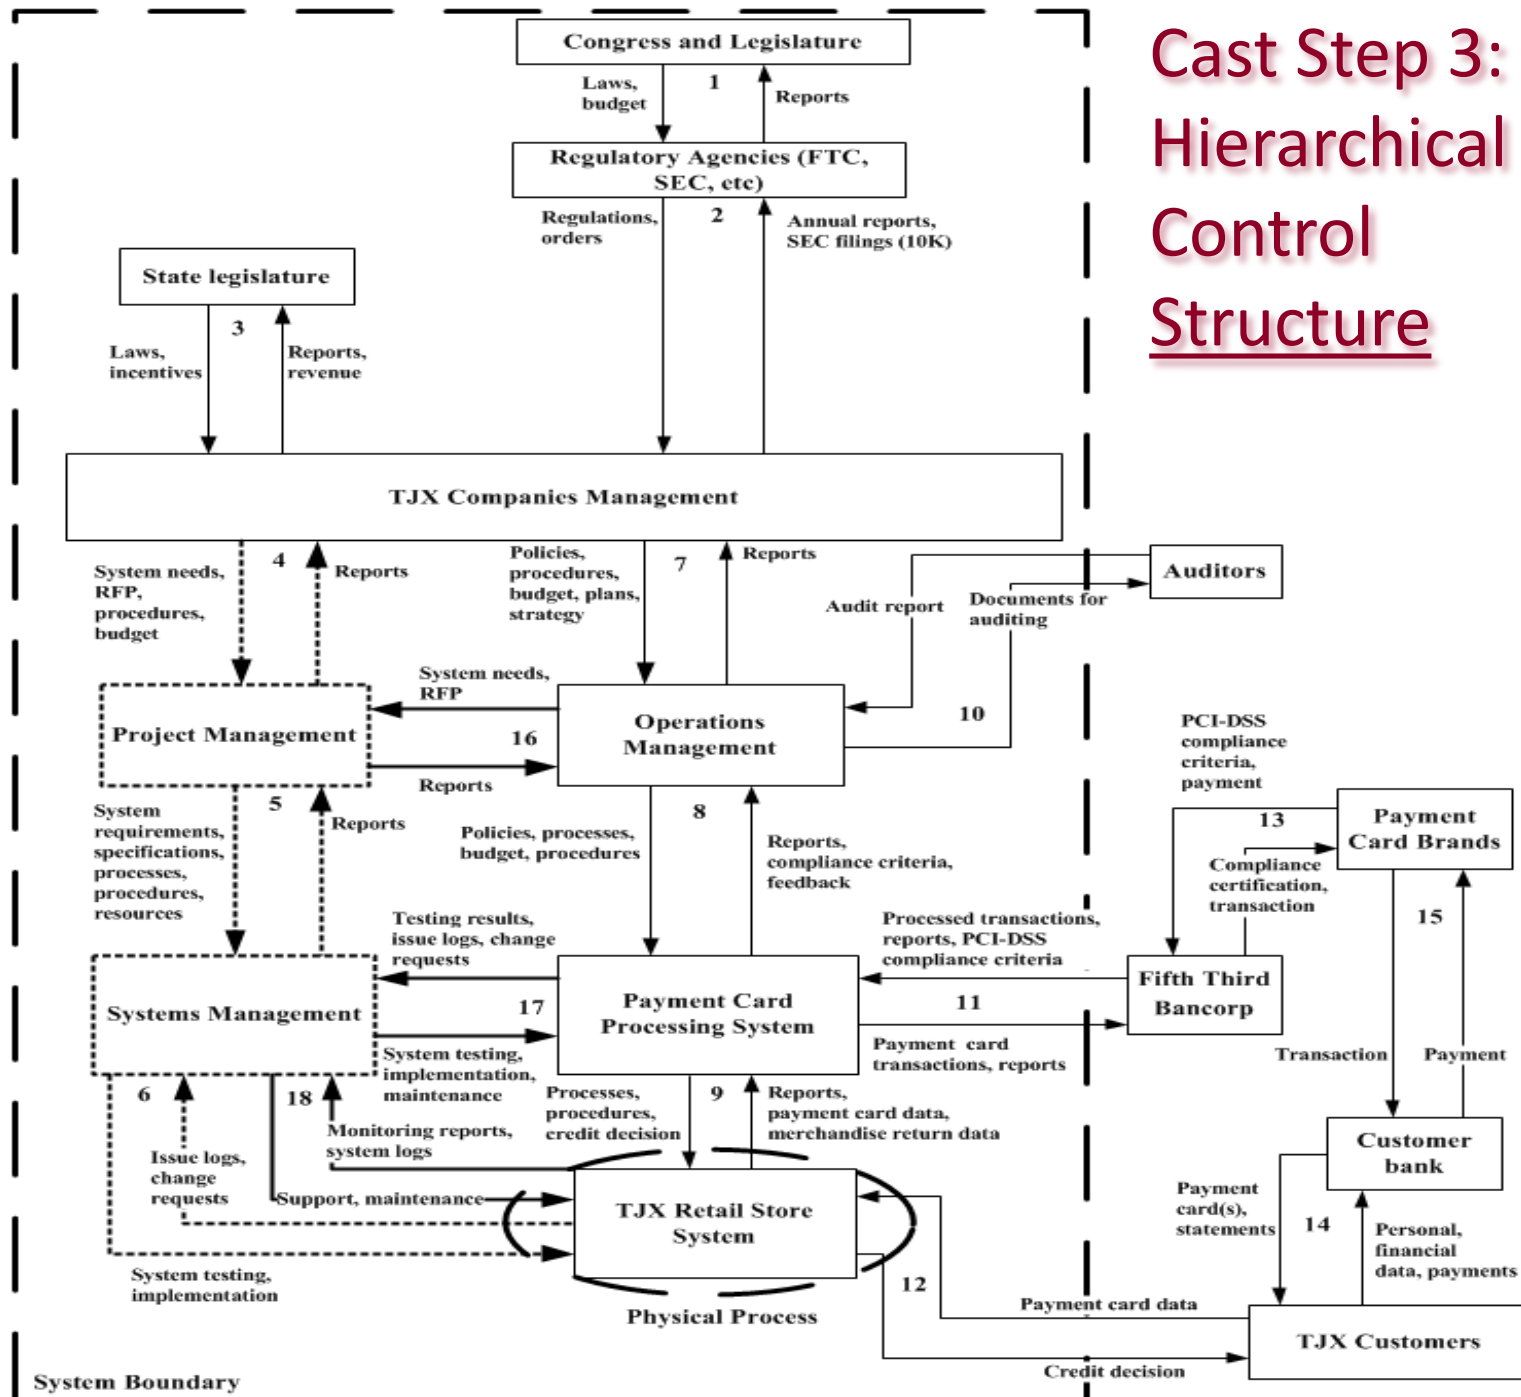 Cast Step 3:
Hierarchical
Control
Structure
Congress and Legislature
Laws,
budget
1
Reports
Regulatory Agencies (FTC,
SEC, etc)
Regulations,
orders
2
Annual reports,
SEC filings (10K)
State legislature
3
Laws,
incentives
Reports,
revenue
TJX Companies Management
System needs,
RFP,
procedures,
budget
4
Reports
Policies,
procedures,
budget, plans,
strategy
7
Reports
Auditors
Audit report
Documents for
auditing
10
System needs,
RFP
Project Management
16
Operations
Management
Reports
System
requirements,
specifications,
processes,
procedures,
resources
5
Reports
Policies, processes,
budget, procedures
8
Reports,
compliance criteria,
feedback
PCI-DSS
compliance
criteria,
payment
13
Payment
Card Brands
Compliance
certification,
transaction
15
Testing results,
issue logs, change
requests
Processed transactions,
reports, PCI-DSS
compliance criteria
Systems Management
17
Payment Card
Processing System
11
Fifth Third
Bancorp
System testing,
implementation,
maintenance
Payment card
transactions, reports
Transaction
Payment
6
18
Processes,
procedures,
credit decision
9
Reports,
payment card data,
merchandise return data
Monitoring reports,
system logs
Issue logs,
change
requests
Support, maintenance
TJX Retail Store
System
Customer
bank
Payment
card(s),
statements
14
Personal,
financial
data, payments
System testing,
implementation
12
Physical Process
Payment card data
TJX Customers
Credit decision
System Boundary